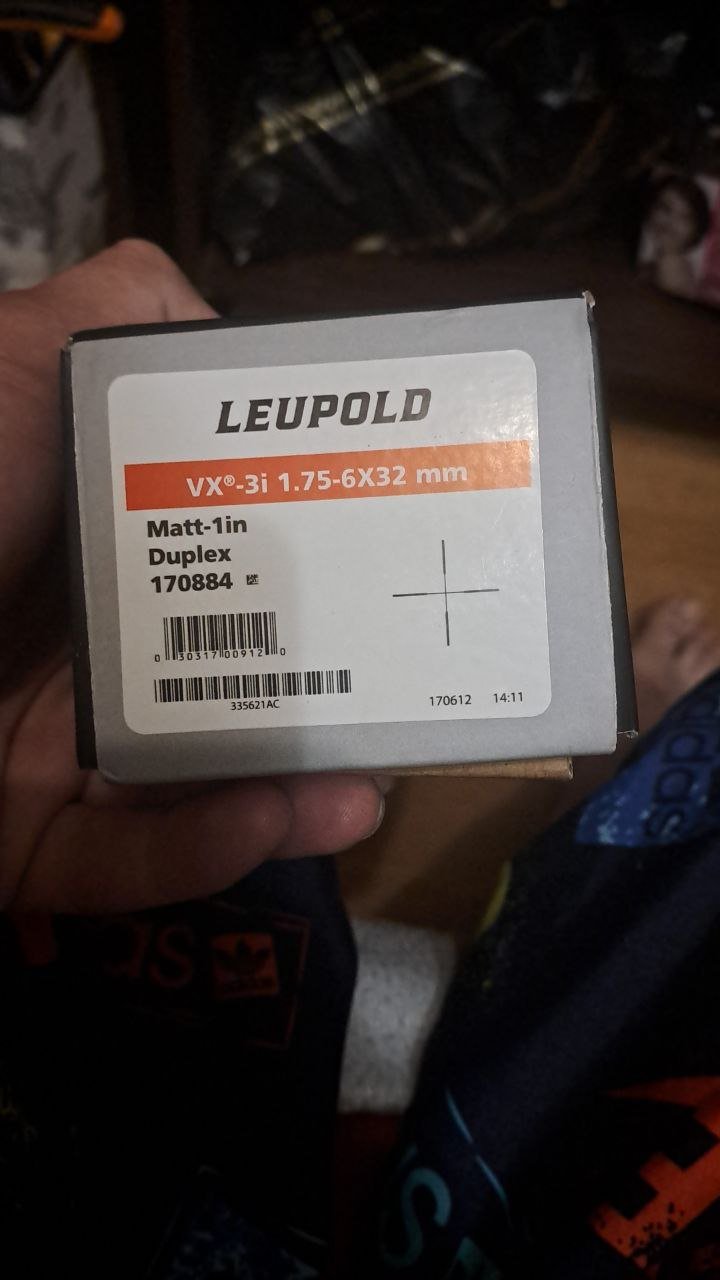 LEUPOLD
VX®-3i 1.75-6X32 mm
Matt-1in
Duplex
170884
0 30317 00912 0
335621AC
170612 14:11
adidas